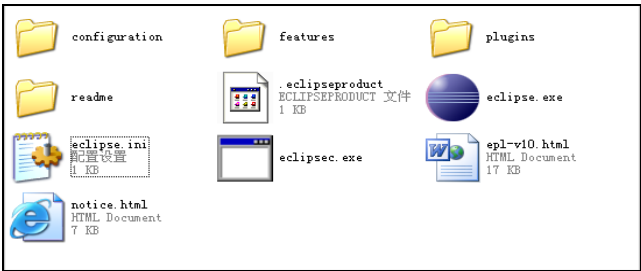 configuration
features
plugins
readme
.eclipseproduct
ECLIPSEPRODUCT 文件
1 KB
eclipse.exe
eclipse.ini
配置设置
1 KB
eclipsec.exe
epl-v10.html
HTML Document
17 KB
notice.html
HTML Document
7 KB